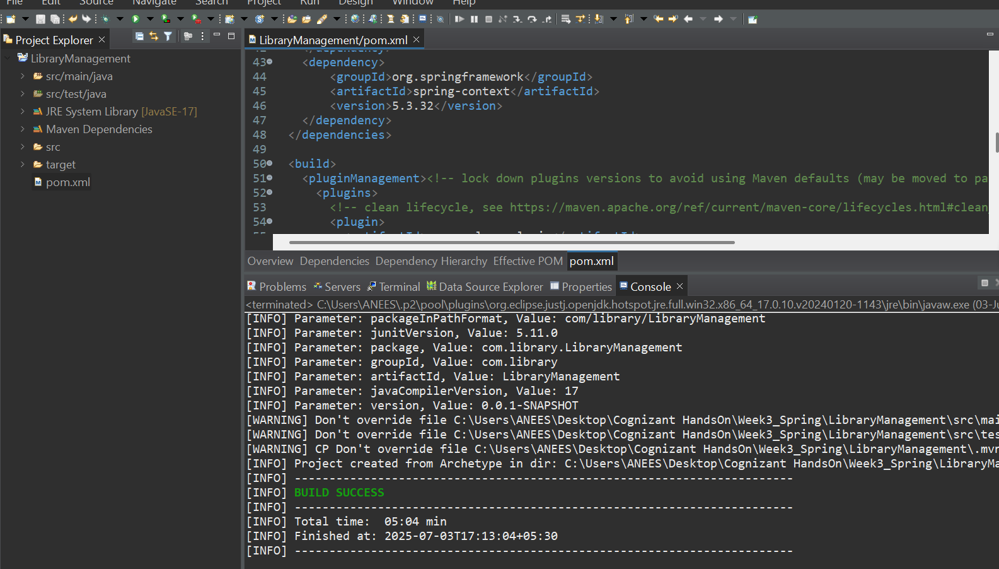 File Edit Source Navigate Search Project Run Design Window Help
Project Explorer
LibraryManagement
src/main/java
src/test/java
JRE System Library [JavaSE-17]
Maven Dependencies
src
target
pom.xml
LibraryManagement/pom.xml
43 <dependency>
44 <groupId>org.springframework</groupId>
45 <artifactId>spring-context</artifactId>
46 <version>5.3.32</version>
47 </dependency>
48 </dependencies>
49
50 <build>
51 <pluginManagement><!-- lock down plugins versions to avoid using Maven defaults (may be moved to pa
52 <plugins>
53 <!-- clean lifecycle, see https://maven.apache.org/ref/current/maven-core/lifecycles.html#clean_
54 <plugin>
Overview Dependencies Dependency Hierarchy Effective POM pom.xml
Problems Servers Terminal Data Source Explorer Properties Console
<terminated> C:\Users\ANEES\.p2\pool\plugins\org.eclipse.justj.openjdk.hotspot.jre.full.win32.x86_64_17.0.10.v20240120-1143\jre\bin\javaw.exe (03-Ju
[INFO] Parameter: packageInPathFormat, Value: com/library/LibraryManagement
[INFO] Parameter: junitVersion, Value: 5.11.0
[INFO] Parameter: package, Value: com.library.LibraryManagement
[INFO] Parameter: groupId, Value: com.library
[INFO] Parameter: artifactId, Value: LibraryManagement
[INFO] Parameter: javaCompilerVersion, Value: 17
[INFO] Parameter: version, Value: 0.0.1-SNAPSHOT
[WARNING] Don't override file C:\Users\ANEES\Desktop\Cognizant HandsOn\Week3_Spring\LibraryManagement\src\mai
[WARNING] Don't override file C:\Users\ANEES\Desktop\Cognizant HandsOn\Week3_Spring\LibraryManagement\src\tes
[WARNING] CP Don't override file C:\Users\ANEES\Desktop\Cognizant HandsOn\Week3_Spring\LibraryManagement\.mvn
[INFO] Project created from Archetype in dir: C:\Users\ANEES\Desktop\Cognizant HandsOn\Week3_Spring\LibraryMa
[INFO] ------------------------------------------------------------------------
[INFO] BUILD SUCCESS
[INFO] ------------------------------------------------------------------------
[INFO] Total time:  05:04 min
[INFO] Finished at: 2025-07-03T17:13:04+05:30
[INFO] ------------------------------------------------------------------------